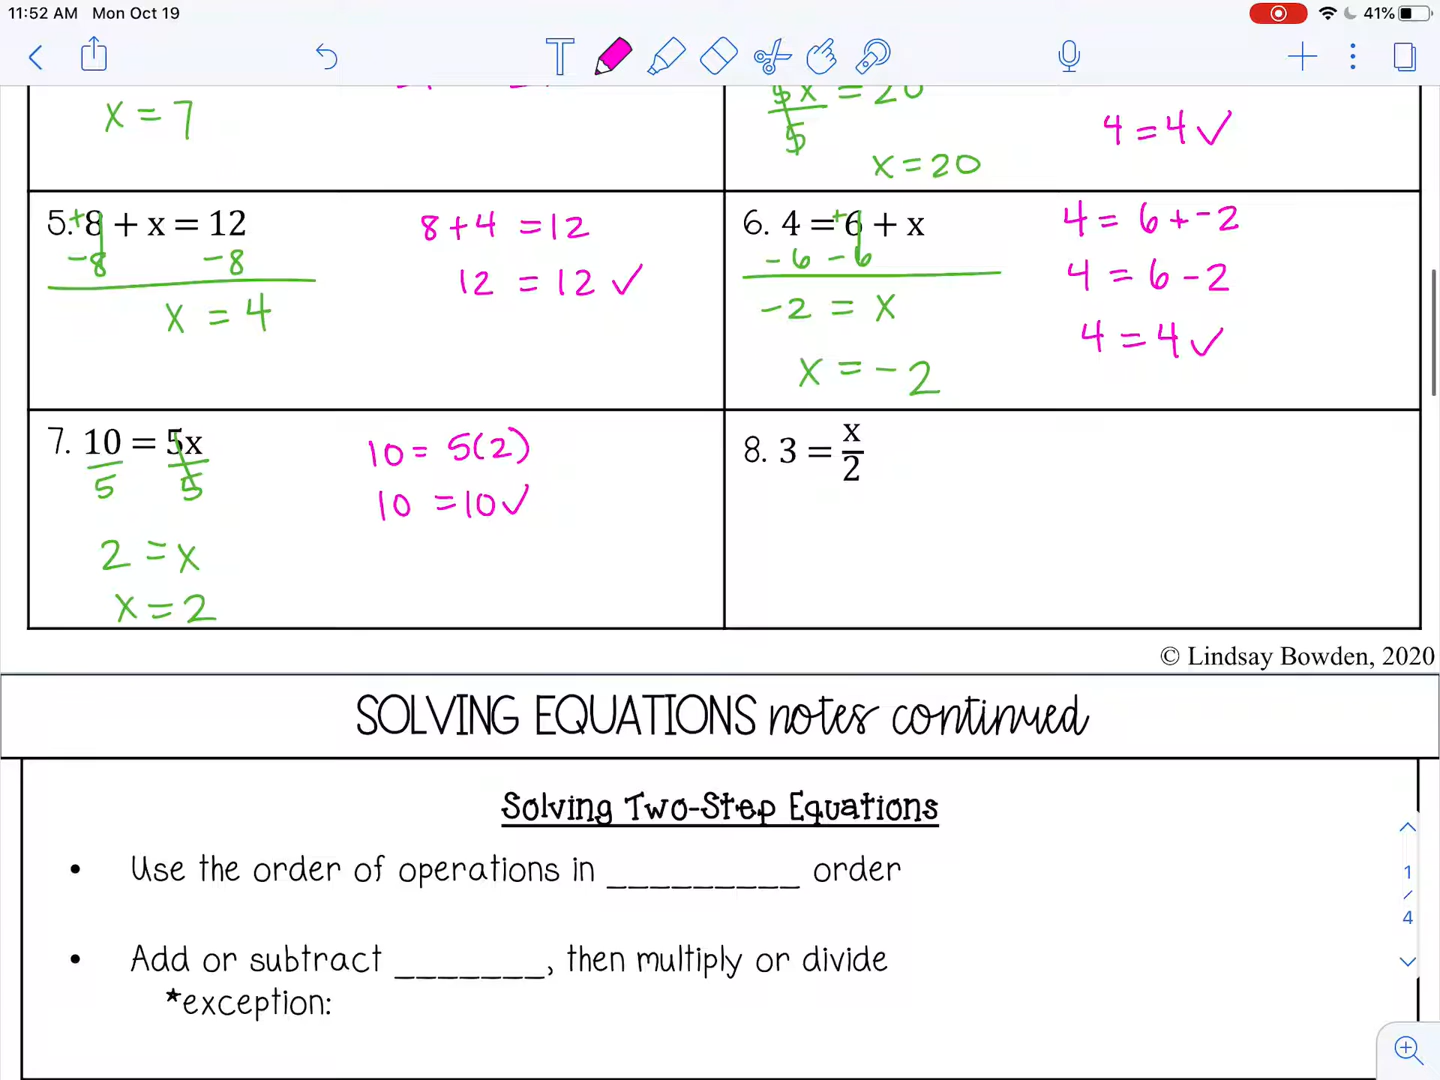 11:52 AM Mon Oct 19
41%
T
x = 7
$x = 20
5
x = 20
4 = 4 ✓
5. +8 + x = 12
-8 -8
x = 4
8 + 4 = 12
12 = 12 ✓
6. 4 = +6 + x
-6 -6
-2 = x
x = -2
4 = 6 + -2
4 = 6 - 2
4 = 4 ✓
7. 10 = 5x
5 5
2 = x
x = 2
10 = 5(2)
10 = 10 ✓
8. 3 = x/2
© Lindsay Bowden, 2020
SOLVING EQUATIONS notes continued
Solving Two-Step Equations
• Use the order of operations in _________ order
• Add or subtract _______, then multiply or divide
*exception:
1
/
4